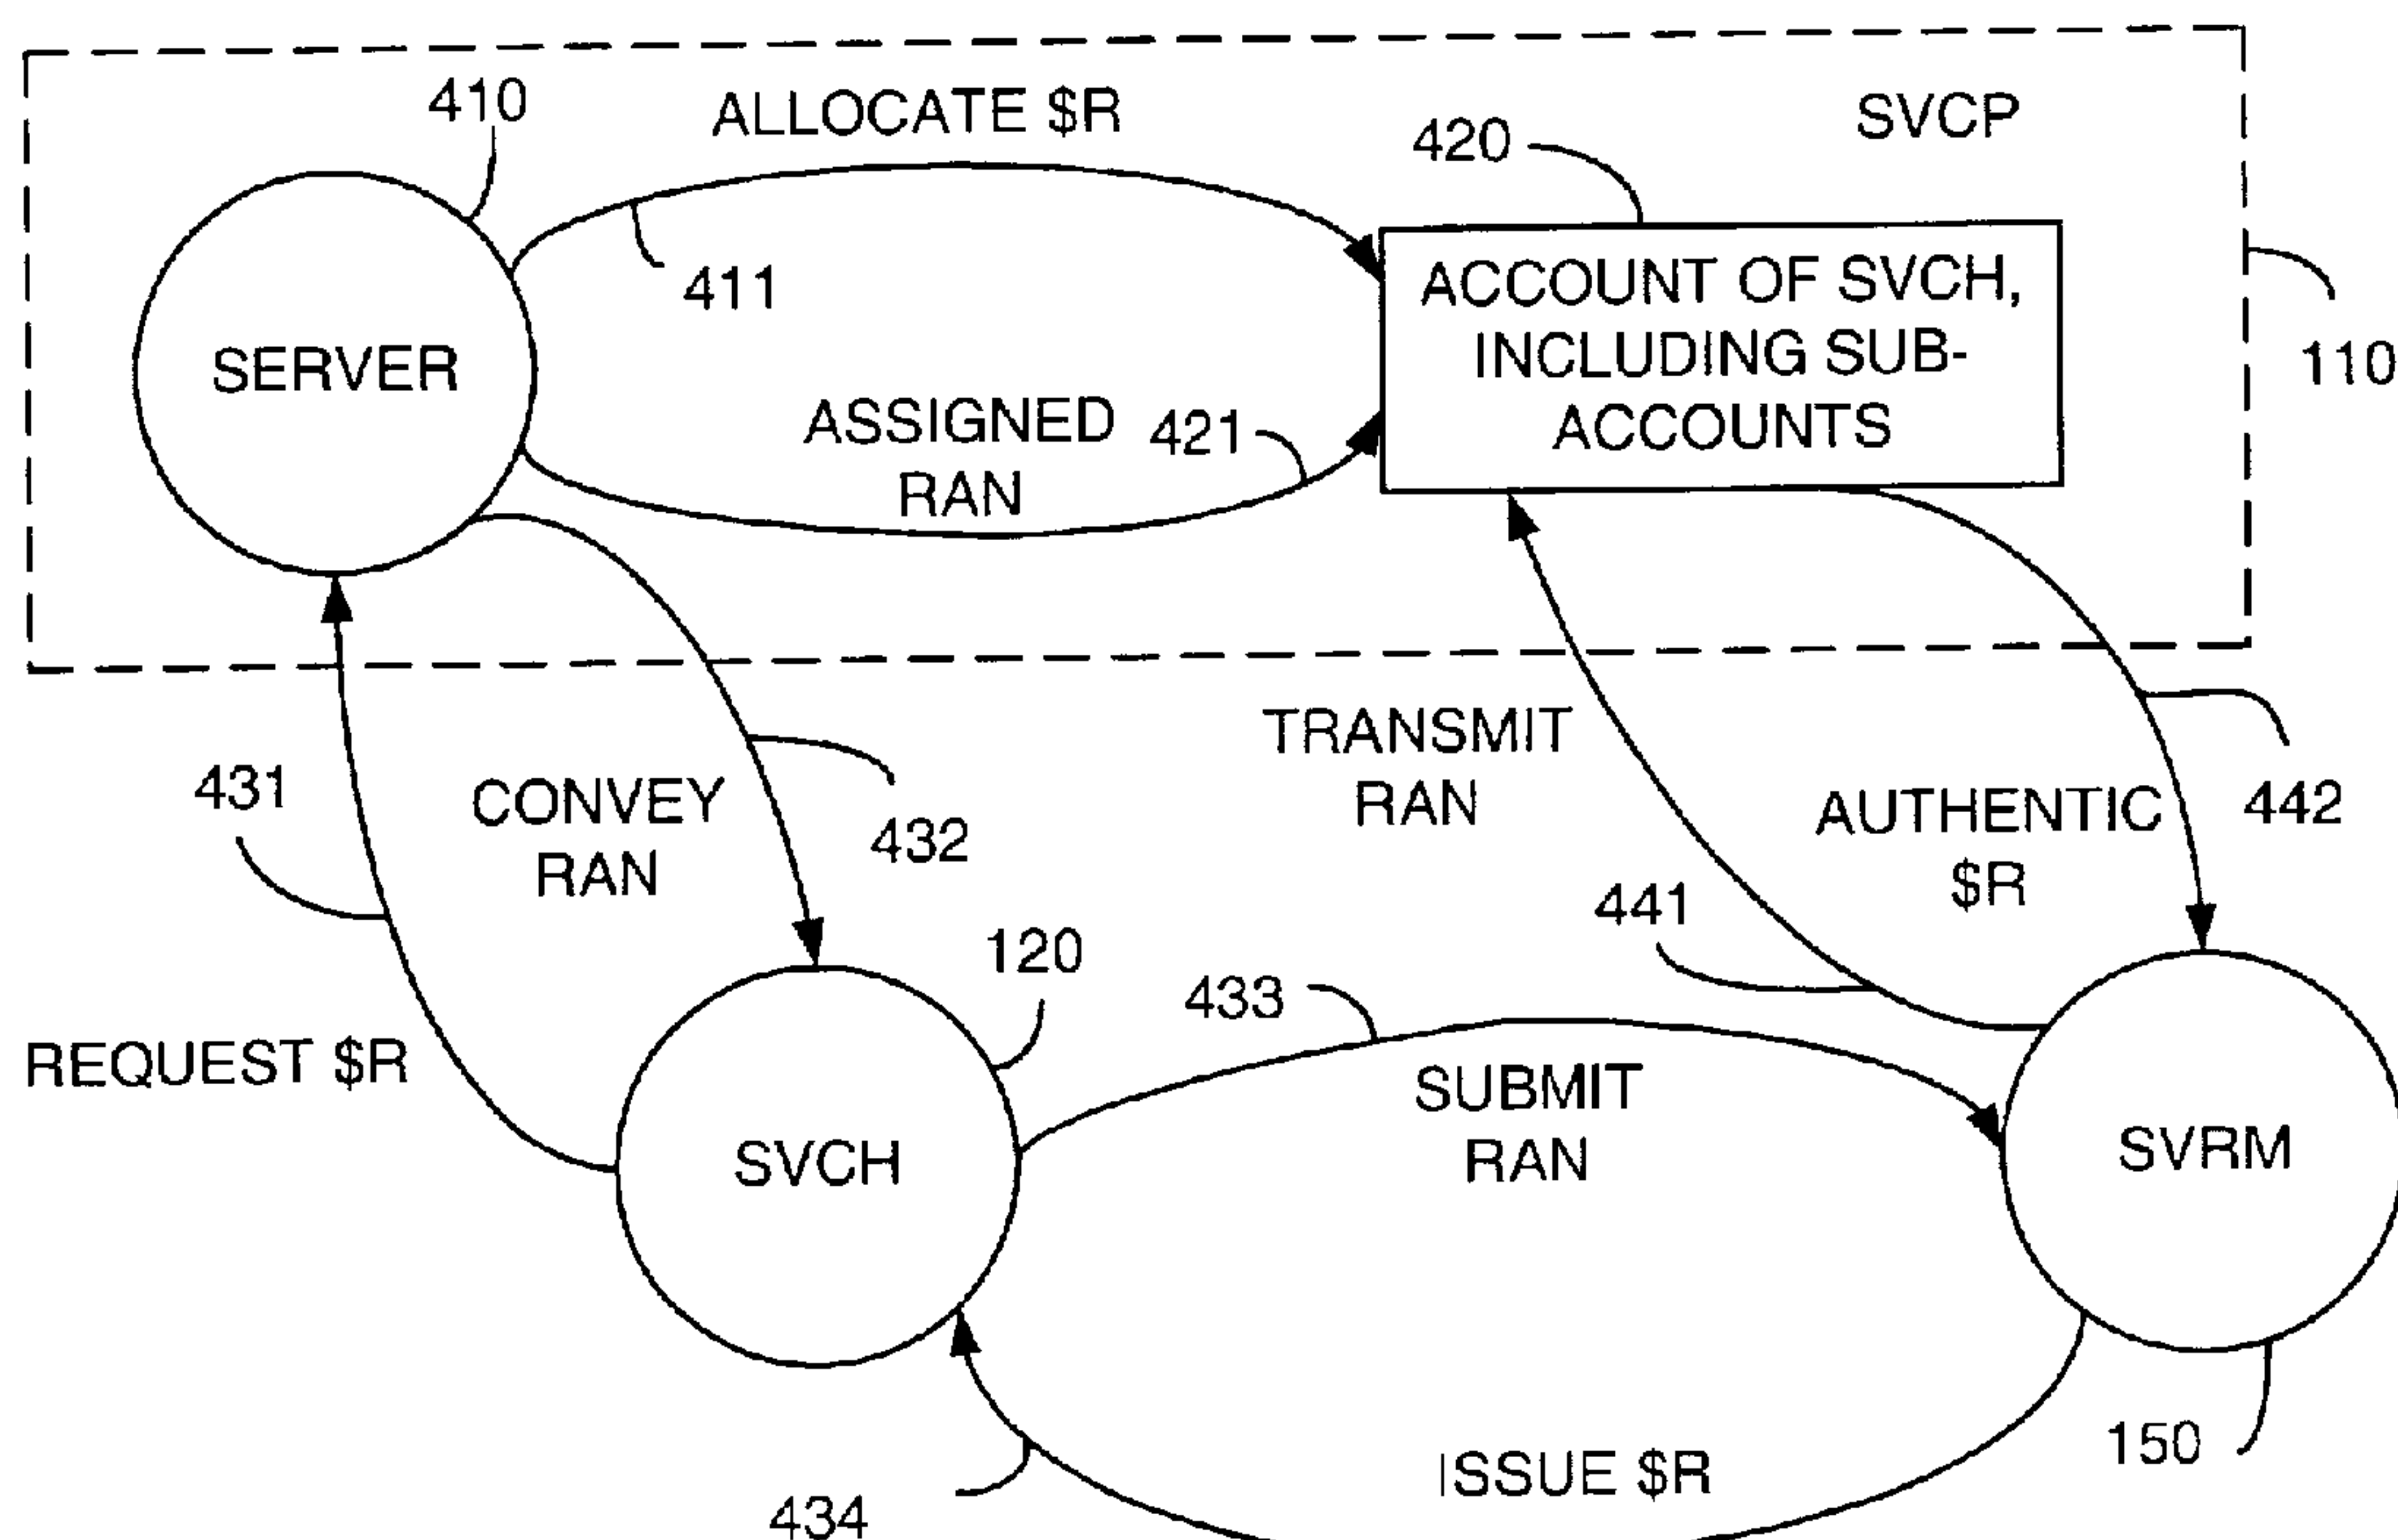 410
ALLOCATE $R
SVCP
420
411
ACCOUNT OF SVCH,
INCLUDING SUB-
ACCOUNTS
110
SERVER
ASSIGNED
RAN
421
TRANSMIT
RAN
431
CONVEY
RAN
432
AUTHENTIC
$R
442
441
120
433
REQUEST $R
SUBMIT
RAN
SVCH
SVRM
150
ISSUE $R
434